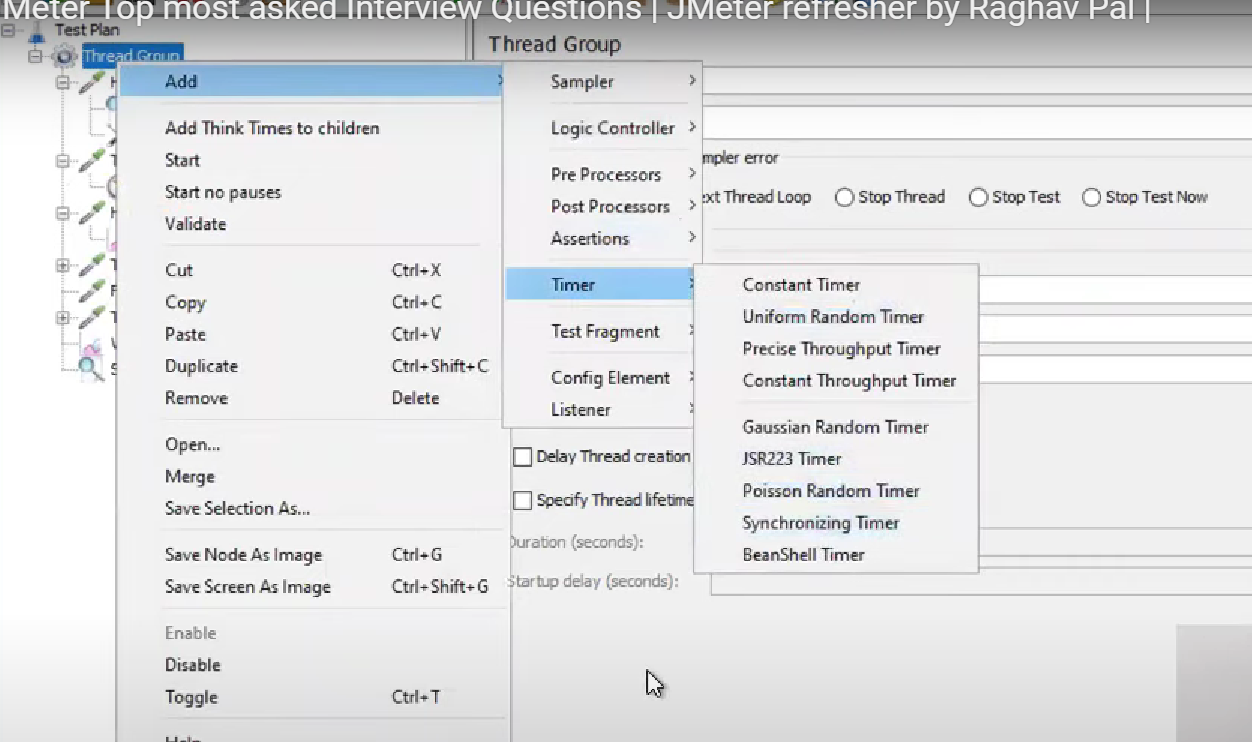 Meter Top most asked Interview Questions | JMeter refresher by Raghav Pal |
Test Plan
Thread Group
Thread Group
Add
Add Think Times to children
Start
Start no pauses
Validate
Cut Ctrl+X
Copy Ctrl+C
Paste Ctrl+V
Duplicate Ctrl+Shift+C
Remove Delete
Open...
Merge
Save Selection As...
Save Node As Image Ctrl+G
Save Screen As Image Ctrl+Shift+G
Enable
Disable
Toggle Ctrl+T
Help
Sampler
Logic Controller
Pre Processors
Post Processors
Assertions
Timer
Test Fragment
Config Element
Listener
Constant Timer
Uniform Random Timer
Precise Throughput Timer
Constant Throughput Timer
Gaussian Random Timer
JSR223 Timer
Poisson Random Timer
Synchronizing Timer
BeanShell Timer
mpler error
ext Thread Loop Stop Thread Stop Test Stop Test Now
Delay Thread creation
Specify Thread lifetime
Duration (seconds):
Startup delay (seconds):